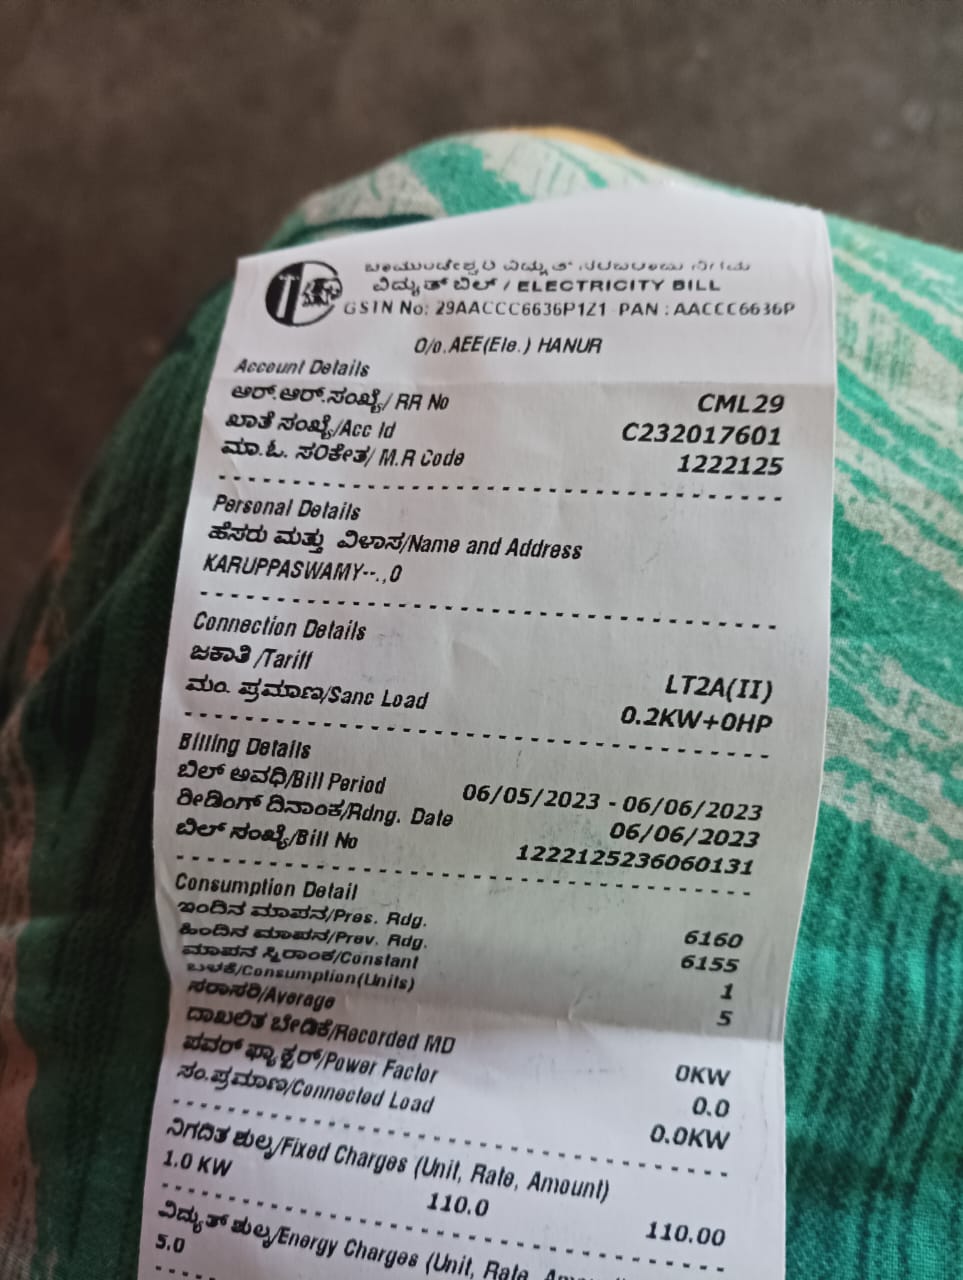 ಚಾಮುಂಡೇಶ್ವರಿ ವಿದ್ಯುತ್ ಸರಬರಾಜು ನಿಗಮ
ವಿದ್ಯುತ್ ಬಿಲ್ / ELECTRICITY BILL
GSTN No: 29AACCC6636P1Z1 PAN : AACCC6636P
O/o.AEE(Ele.) HANUR
Account Details
ಆರ್.ಆರ್.ಸಂಖ್ಯೆ/ RR No CML29
ಖಾತೆ ಸಂಖ್ಯೆ/Acc Id C232017601
ಮಾ.ಓ. ಸಂಕೇತ/ M.R Code 1222125
Personal Details
ಹೆಸರು ಮತ್ತು ವಿಳಾಸ/Name and Address
KARUPPASWAMY--.,0
Connection Details
ಜಕಾತಿ /Tariff LT2A(II)
ಮಂ. ಪ್ರಮಾಣ/Sanc Load 0.2KW+0HP
Billing Details
ಬಿಲ್ ಅವಧಿ/Bill Period 06/05/2023 - 06/06/2023
ರೀಡಿಂಗ್ ದಿನಾಂಕ/Rdng. Date 06/06/2023
ಬಿಲ್ ಸಂಖ್ಯೆ/Bill No 1222125236060131
Consumption Detail
ಇಂದಿನ ಮಾಪನ/Pres. Rdg. 6160
ಹಿಂದಿನ ಮಾಪನ/Prev. Rdg. 6155
ಮಾಪನ ಸ್ಥಿರಾಂಕ/Constant 1
ಬಳಕೆ/Consumption(Units) 5
ಸರಾಸರಿ/Average
ದಾಖಲಿತ ಬೇಡಿಕೆ/Recorded MD 0KW
ಪವರ್ ಫ್ಯಾಕ್ಟರ್/Power Factor 0.0
ಸಂ.ಪ್ರಮಾಣ/Connected Load 0.0KW
ನಿಗದಿತ ಶುಲ್ಕ/Fixed Charges (Unit, Rate, Amount)
1.0 KW 110.0 110.00
ವಿದ್ಯುತ್ ಶುಲ್ಕ/Energy Charges (Unit, Rate,
5.0